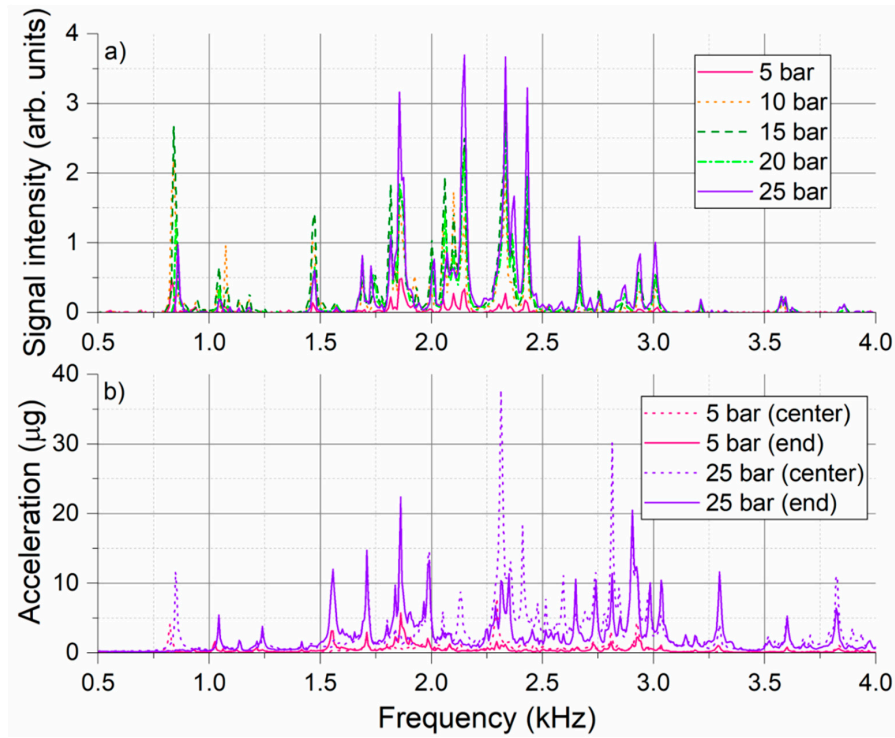 a)
Signal intensity (arb. units)
4
3
2
1
0
5 bar
10 bar
15 bar
20 bar
25 bar
0.5 1.0 1.5 2.0 2.5 3.0 3.5 4.0
b)
Acceleration (μg)
40
30
20
10
0
5 bar (center)
5 bar (end)
25 bar (center)
25 bar (end)
0.5 1.0 1.5 2.0 2.5 3.0 3.5 4.0
Frequency (kHz)